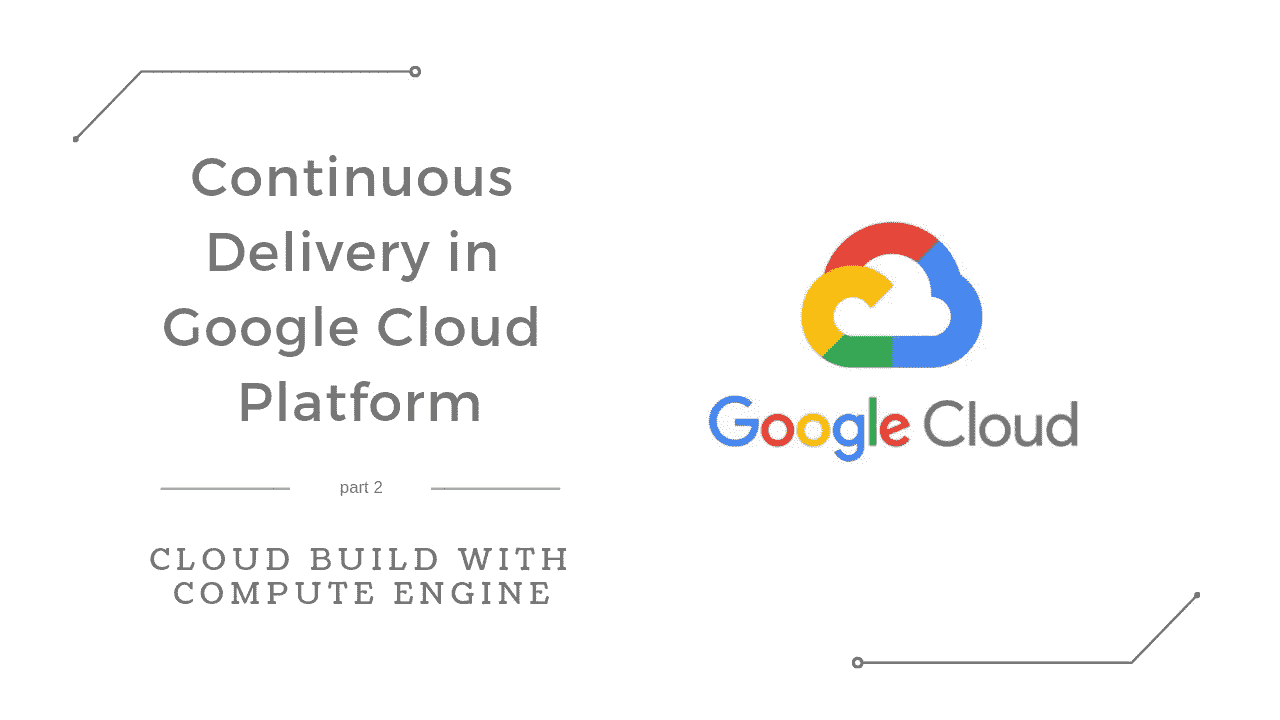 Continuous
Delivery in
Google Cloud
Platform
part 2
CLOUD BUILD WITH
COMPUTE ENGINE
Google Cloud